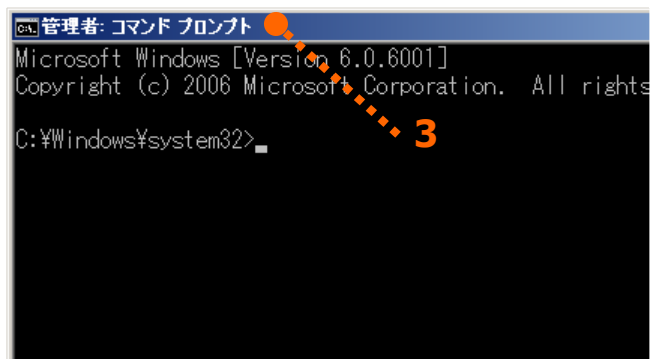 管理者: コマンド プロンプト
Microsoft Windows [Version 6.0.6001]
Copyright (c) 2006 Microsoft Corporation.  All rights
C:¥Windows¥system32>_
3